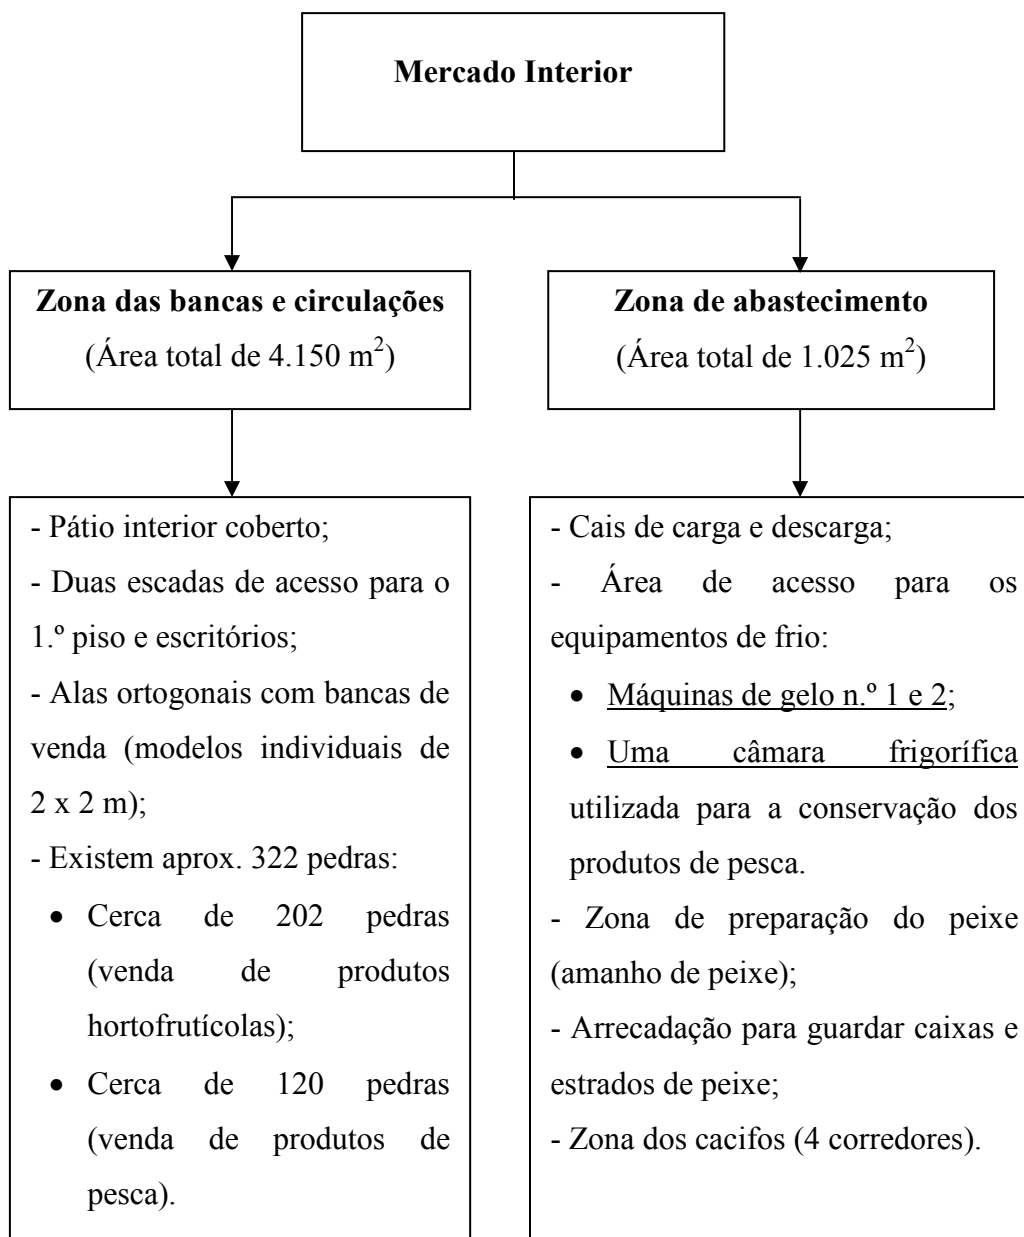 Mercado Interior
Zona das bancas e circulações
(Área total de 4.150 m²)
Zona de abastecimento
(Área total de 1.025 m²)
- Pátio interior coberto;
- Duas escadas de acesso para o
1.º piso e escritórios;
- Alas ortogonais com bancas de
venda (modelos individuais de
2 x 2 m);
- Existem aprox. 322 pedras:
• Cerca de 202 pedras
(venda de produtos
hortofrutícolas);
• Cerca de 120 pedras
(venda de produtos de
pesca).
- Cais de carga e descarga;
- Área de acesso para os
equipamentos de frio:
• Máquinas de gelo n.º 1 e 2;
• Uma câmara frigorífica
utilizada para a conservação dos
produtos de pesca.
- Zona de preparação do peixe
(amanho de peixe);
- Arrecadação para guardar caixas e
estrados de peixe;
- Zona dos cacifos (4 corredores).